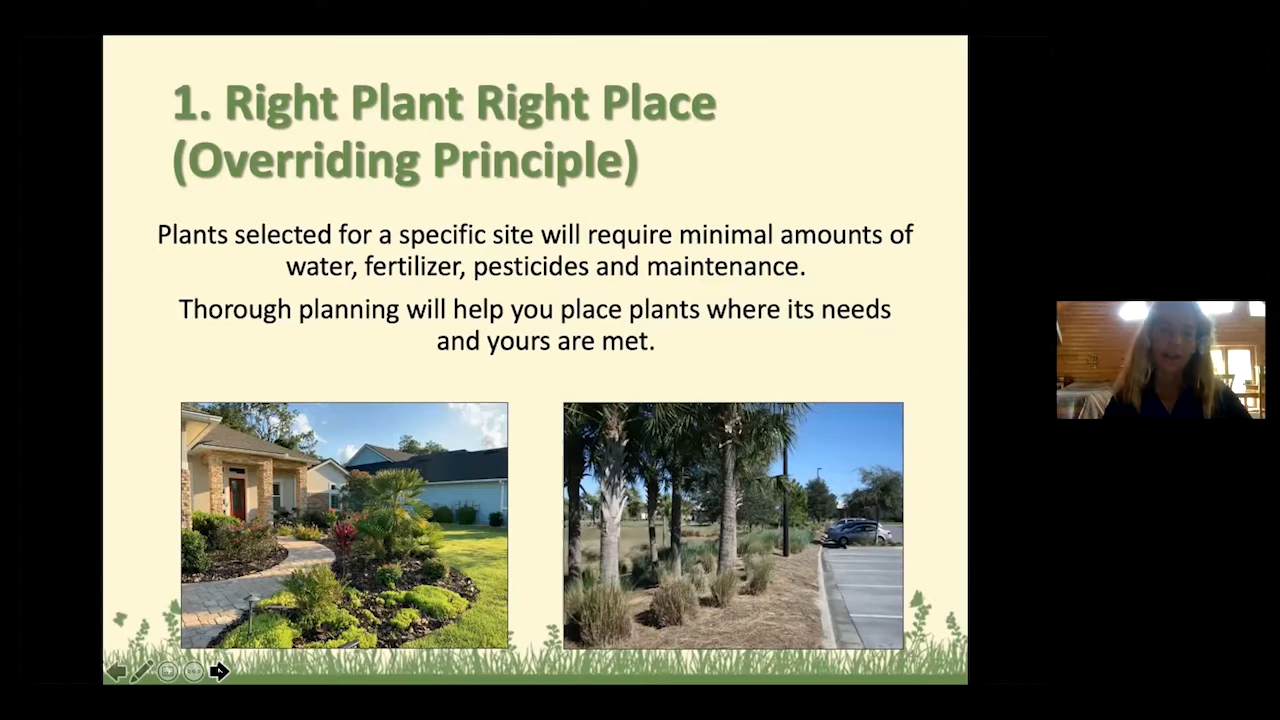 1. Right Plant Right Place
(Overriding Principle)
Plants selected for a specific site will require minimal amounts of
water, fertilizer, pesticides and maintenance.
Thorough planning will help you place plants where its needs
and yours are met.